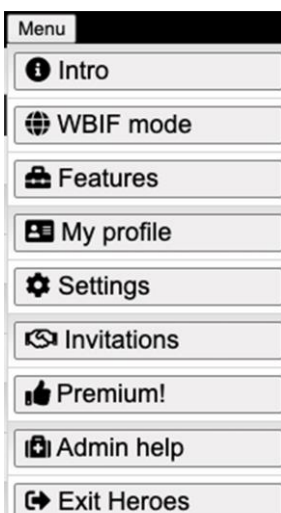 Menu
Intro
WBIF mode
Features
My profile
Settings
Invitations
Premium!
Admin help
Exit Heroes